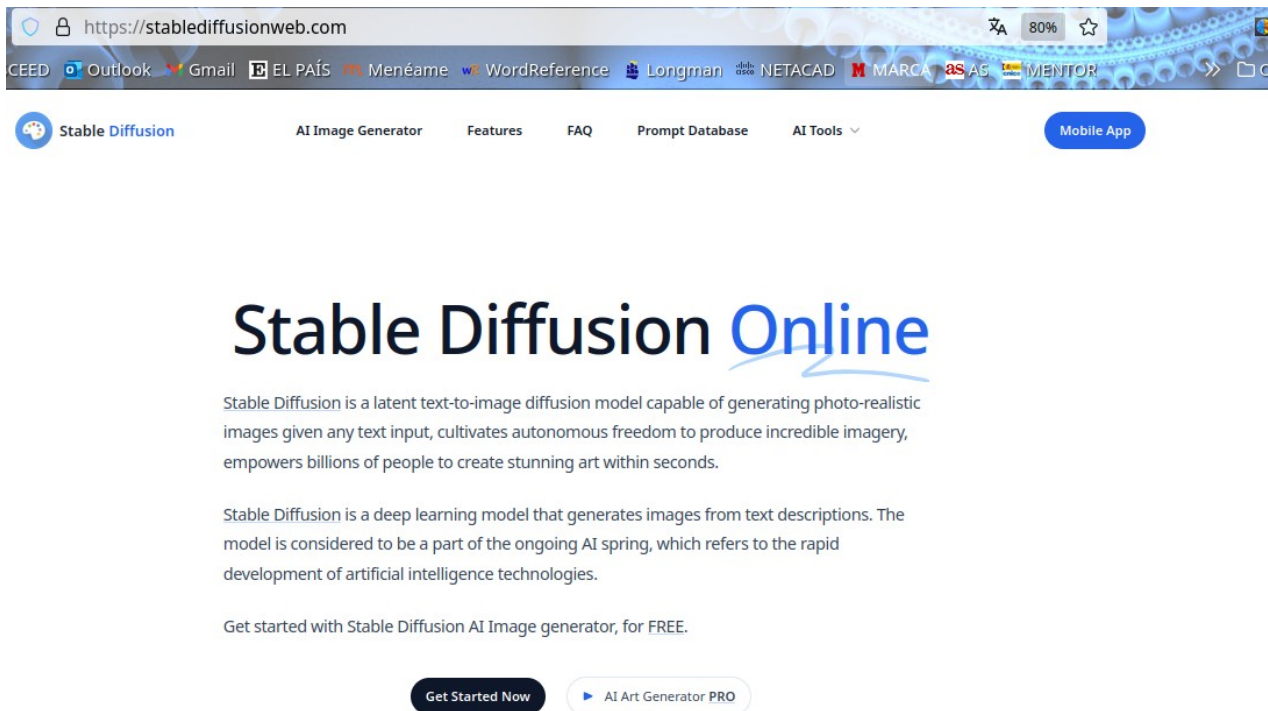 https://stablediffusionweb.com 80%
CEED Outlook Gmail EL PAÍS Menéame WordReference Longman NETACAD MARCA AS MENTOR
Stable Diffusion AI Image Generator Features FAQ Prompt Database AI Tools Mobile App
Stable Diffusion Online
Stable Diffusion is a latent text-to-image diffusion model capable of generating photo-realistic
images given any text input, cultivates autonomous freedom to produce incredible imagery,
empowers billions of people to create stunning art within seconds.
Stable Diffusion is a deep learning model that generates images from text descriptions. The
model is considered to be a part of the ongoing AI spring, which refers to the rapid
development of artificial intelligence technologies.
Get started with Stable Diffusion AI Image generator, for FREE.
Get Started Now AI Art Generator PRO